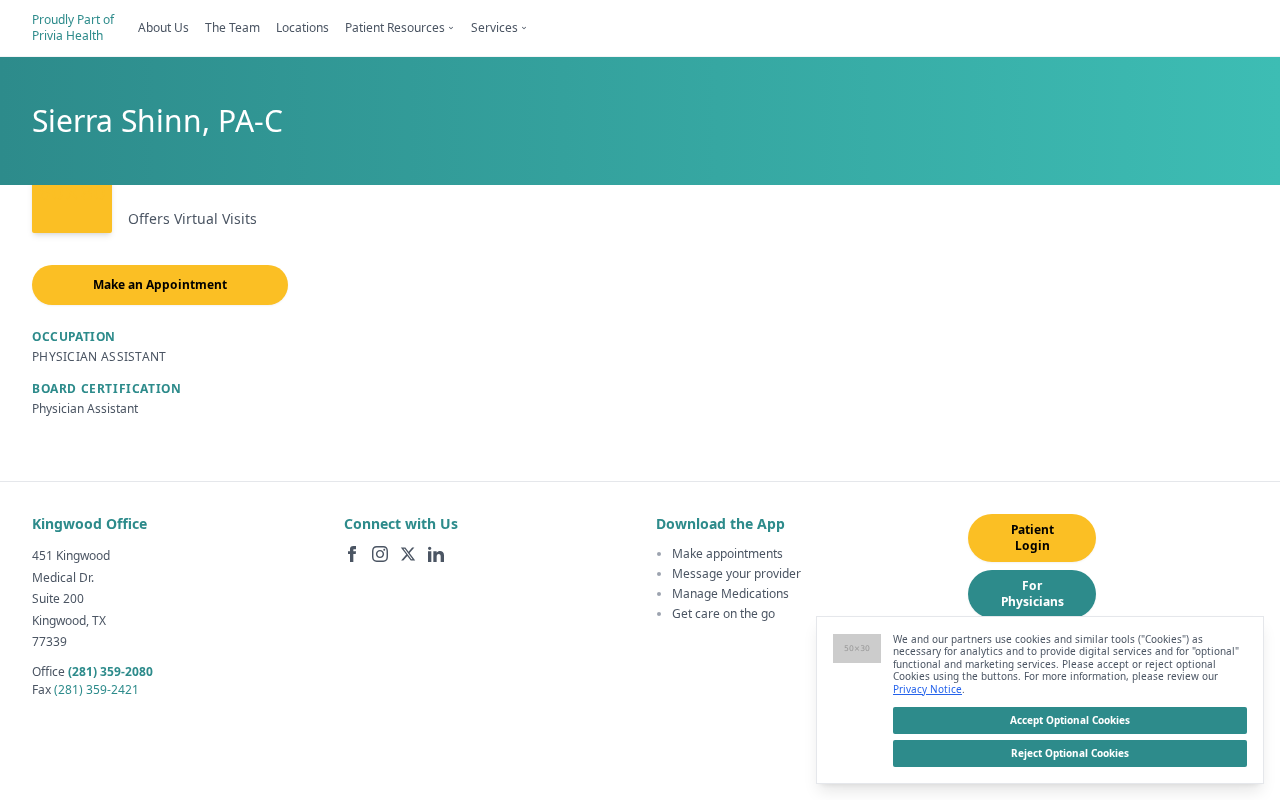 Proudly Part of
Privia Health
About Us
The Team
Locations
Patient Resources
Services
Sierra Shinn, PA-C
Offers Virtual Visits
Make an Appointment
OCCUPATION
PHYSICIAN ASSISTANT
BOARD CERTIFICATION
Physician Assistant
Kingwood Office
451 Kingwood
Medical Dr.
Suite 200
Kingwood, TX
77339
Office (281) 359-2080
Fax (281) 359-2421
Connect with Us
Download the App
Make appointments
Message your provider
Manage Medications
Get care on the go
Patient
Login
For
Physicians
50×30
We and our partners use cookies and similar tools ("Cookies") as
necessary for analytics and to provide digital services and for "optional"
functional and marketing services. Please accept or reject optional
Cookies using the buttons. For more information, please review our
Privacy Notice.
Accept Optional Cookies
Reject Optional Cookies